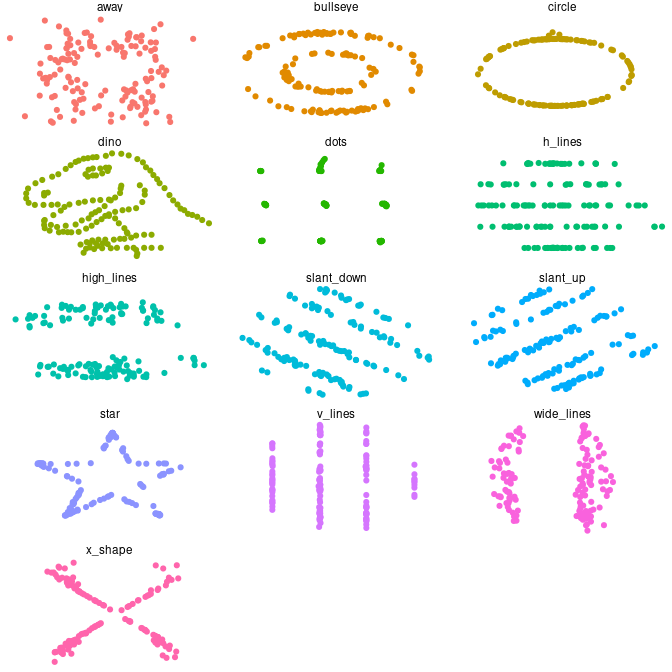 away
bullseye
circle
dino
dots
h_lines
high_lines
slant_down
slant_up
star
v_lines
wide_lines
x_shape